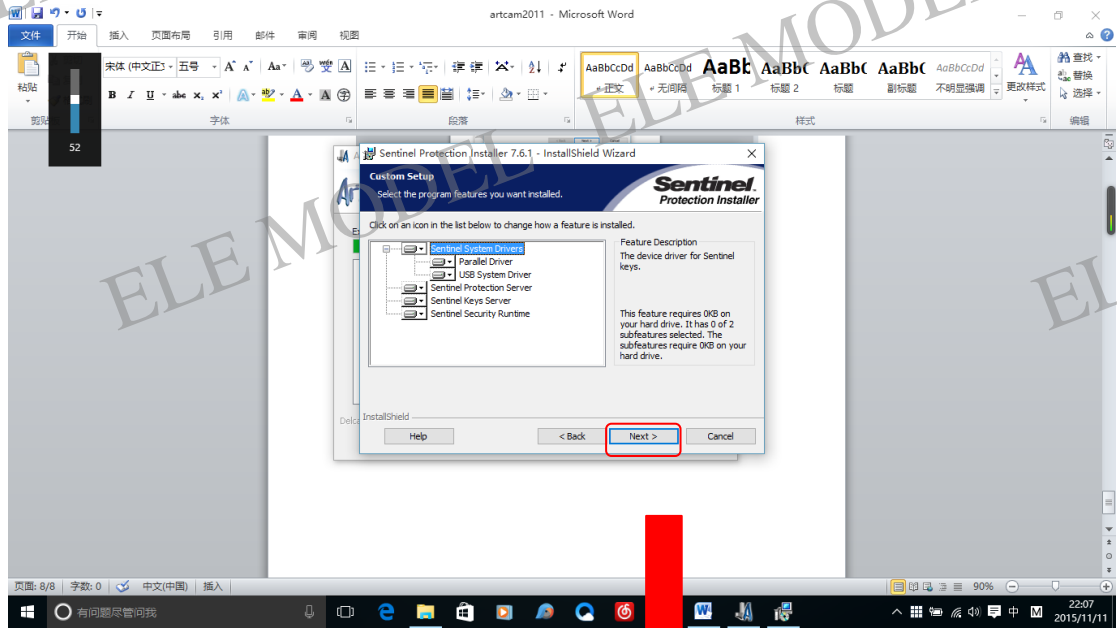 artcam2011 - Microsoft Word
文件 开始 插入 页面布局 引用 邮件 审阅 视图
粘贴
宋体 (中文正 五号 A A Aa 变 wén A
B I U abc x₂ x² A ab A A 字
AaBbCcDd AaBbCcDd AaBb AaBbC AaBbC AaBbC AaBbCcDd
正文 无间隔 标题 1 标题 2 标题 副标题 不明显强调
更改样式
查找
替换
选择
字体 段落 样式 编辑
52
Sentinel Protection Installer 7.6.1 - InstallShield Wizard
Custom Setup
Select the program features you want installed.
Sentinel.
Protection Installer
Click on an icon in the list below to change how a feature is installed.
Sentinel System Drivers
Parallel Driver
USB System Driver
Sentinel Protection Server
Sentinel Keys Server
Sentinel Security Runtime
Feature Description
The device driver for Sentinel
keys.
This feature requires 0KB on
your hard drive. It has 0 of 2
subfeatures selected. The
subfeatures require 0KB on your
hard drive.
InstallShield
Help < Back Next > Cancel
Delca
ELE MODEL
ELE MODEL
页面: 8/8 字数: 0 中文(中国) 插入 90%
有问题尽管问我
中 M 22:07
2015/11/11